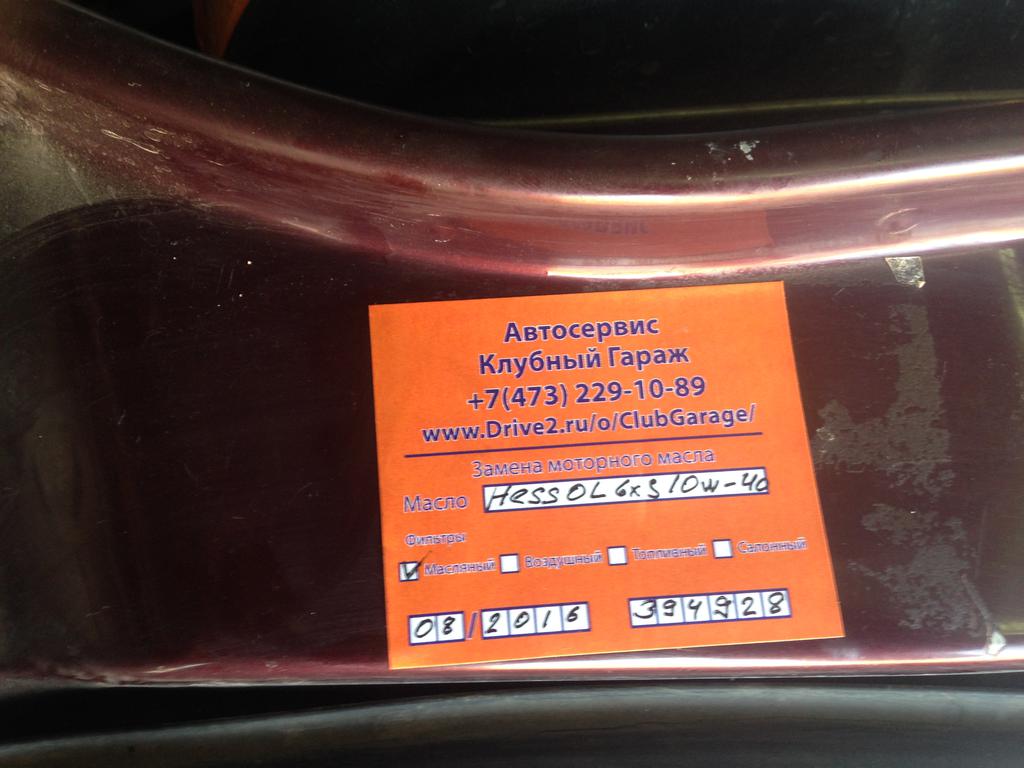 Автосервис
Клубный Гараж
+7(473) 229-10-89
www.Drive2.ru/o/ClubGarage/
Замена моторного масла
Масло HessOL 6xS 10w-40
Фильтры
Масляный Воздушный Топливный Салонный
08/2016 394928